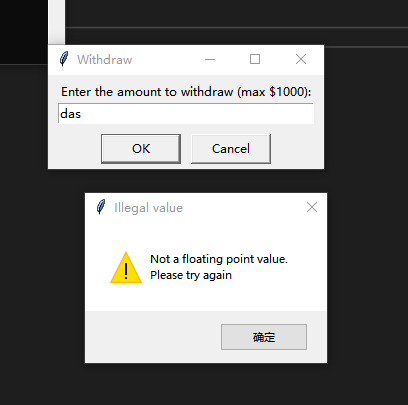 Withdraw
Enter the amount to withdraw (max $1000):
das
OK
Cancel
Illegal value
Not a floating point value.
Please try again
确定